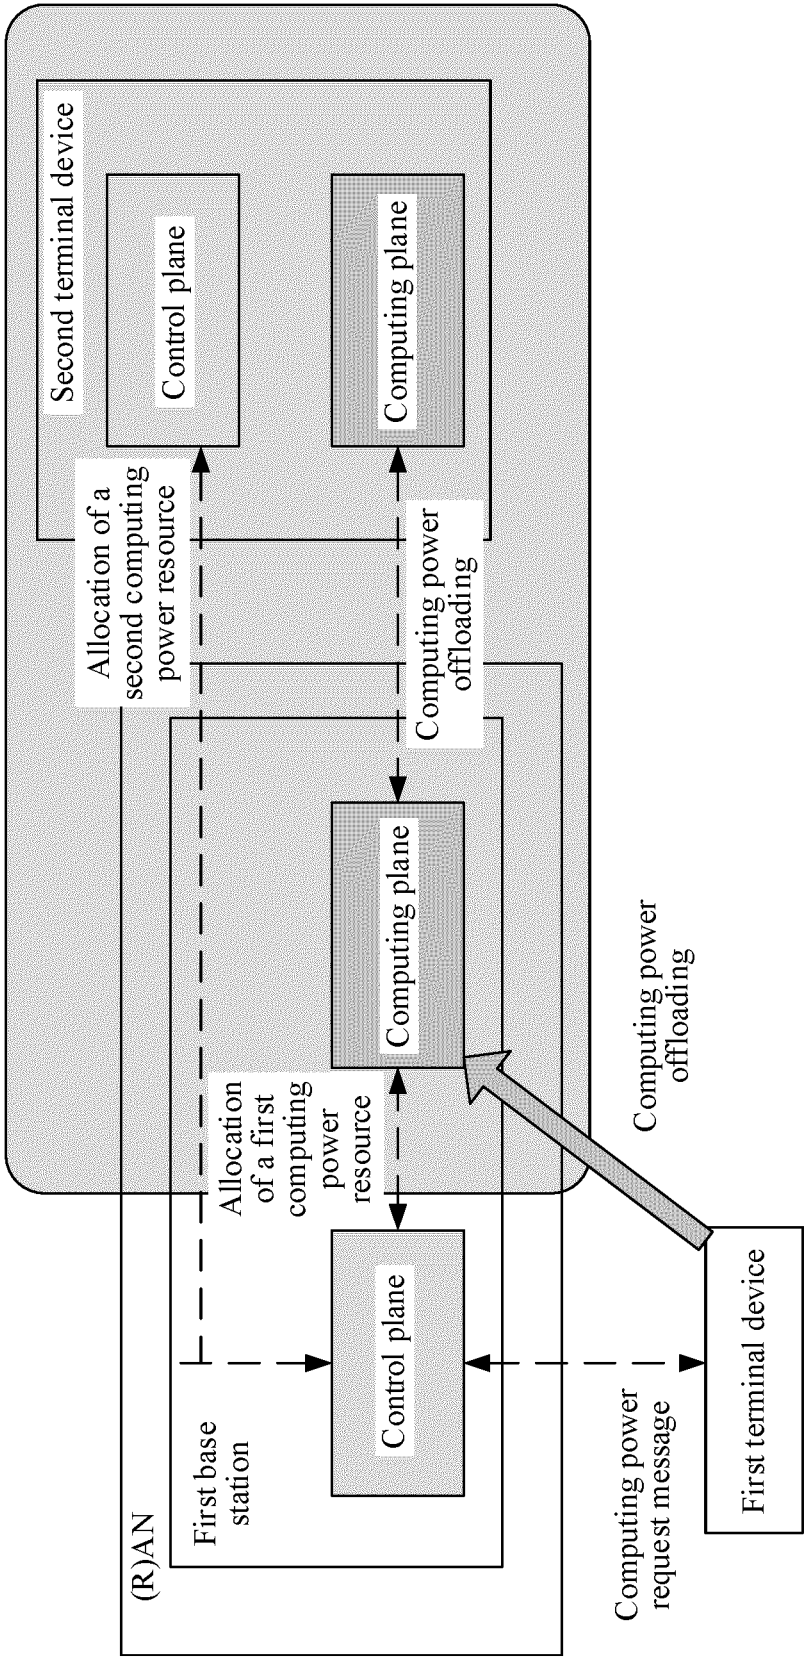 (R)AN
First base
station
Control plane
Allocation
of a first
computing
power
resource
Computing plane
Allocation of a
second computing
power resource
Computing power
offloading
Second terminal device
Control plane
Computing plane
Computing power
request message
First terminal device
Computing power
offloading